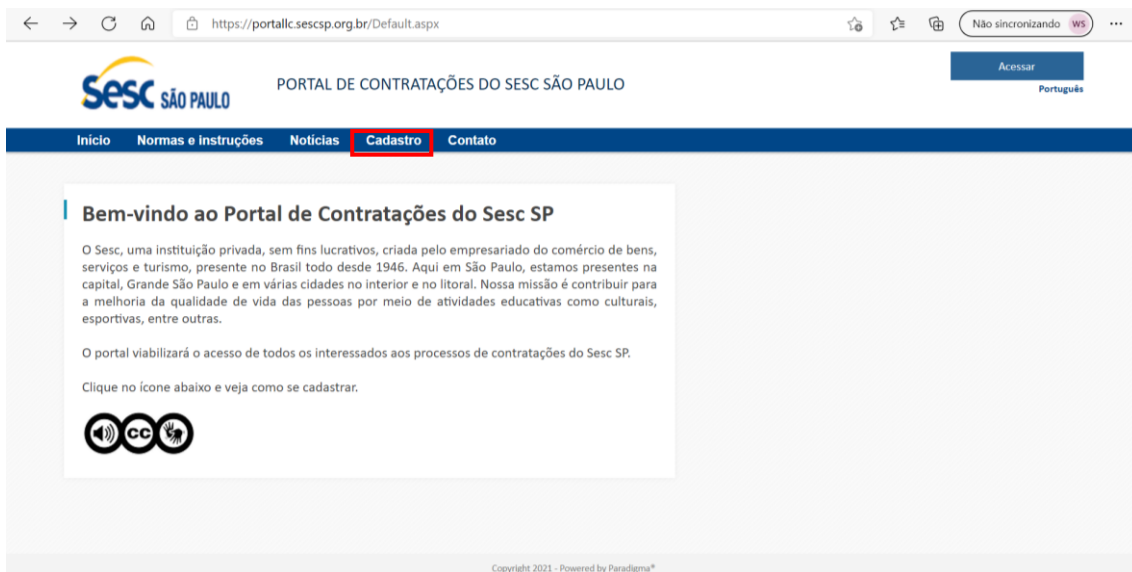 https://portallc.sescsp.org.br/Default.aspx
Não sincronizando WS
Sesc SÃO PAULO
PORTAL DE CONTRATAÇÕES DO SESC SÃO PAULO
Acessar
Português
Início Normas e instruções Notícias Cadastro Contato
Bem-vindo ao Portal de Contratações do Sesc SP
O Sesc, uma instituição privada, sem fins lucrativos, criada pelo empresariado do comércio de bens,
serviços e turismo, presente no Brasil todo desde 1946. Aqui em São Paulo, estamos presentes na
capital, Grande São Paulo e em várias cidades no interior e no litoral. Nossa missão é contribuir para
a melhoria da qualidade de vida das pessoas por meio de atividades educativas como culturais,
esportivas, entre outras.
O portal viabilizará o acesso de todos os interessados aos processos de contratações do Sesc SP.
Clique no ícone abaixo e veja como se cadastrar.
CC
Copyright 2021 - Powered by Paradigma®